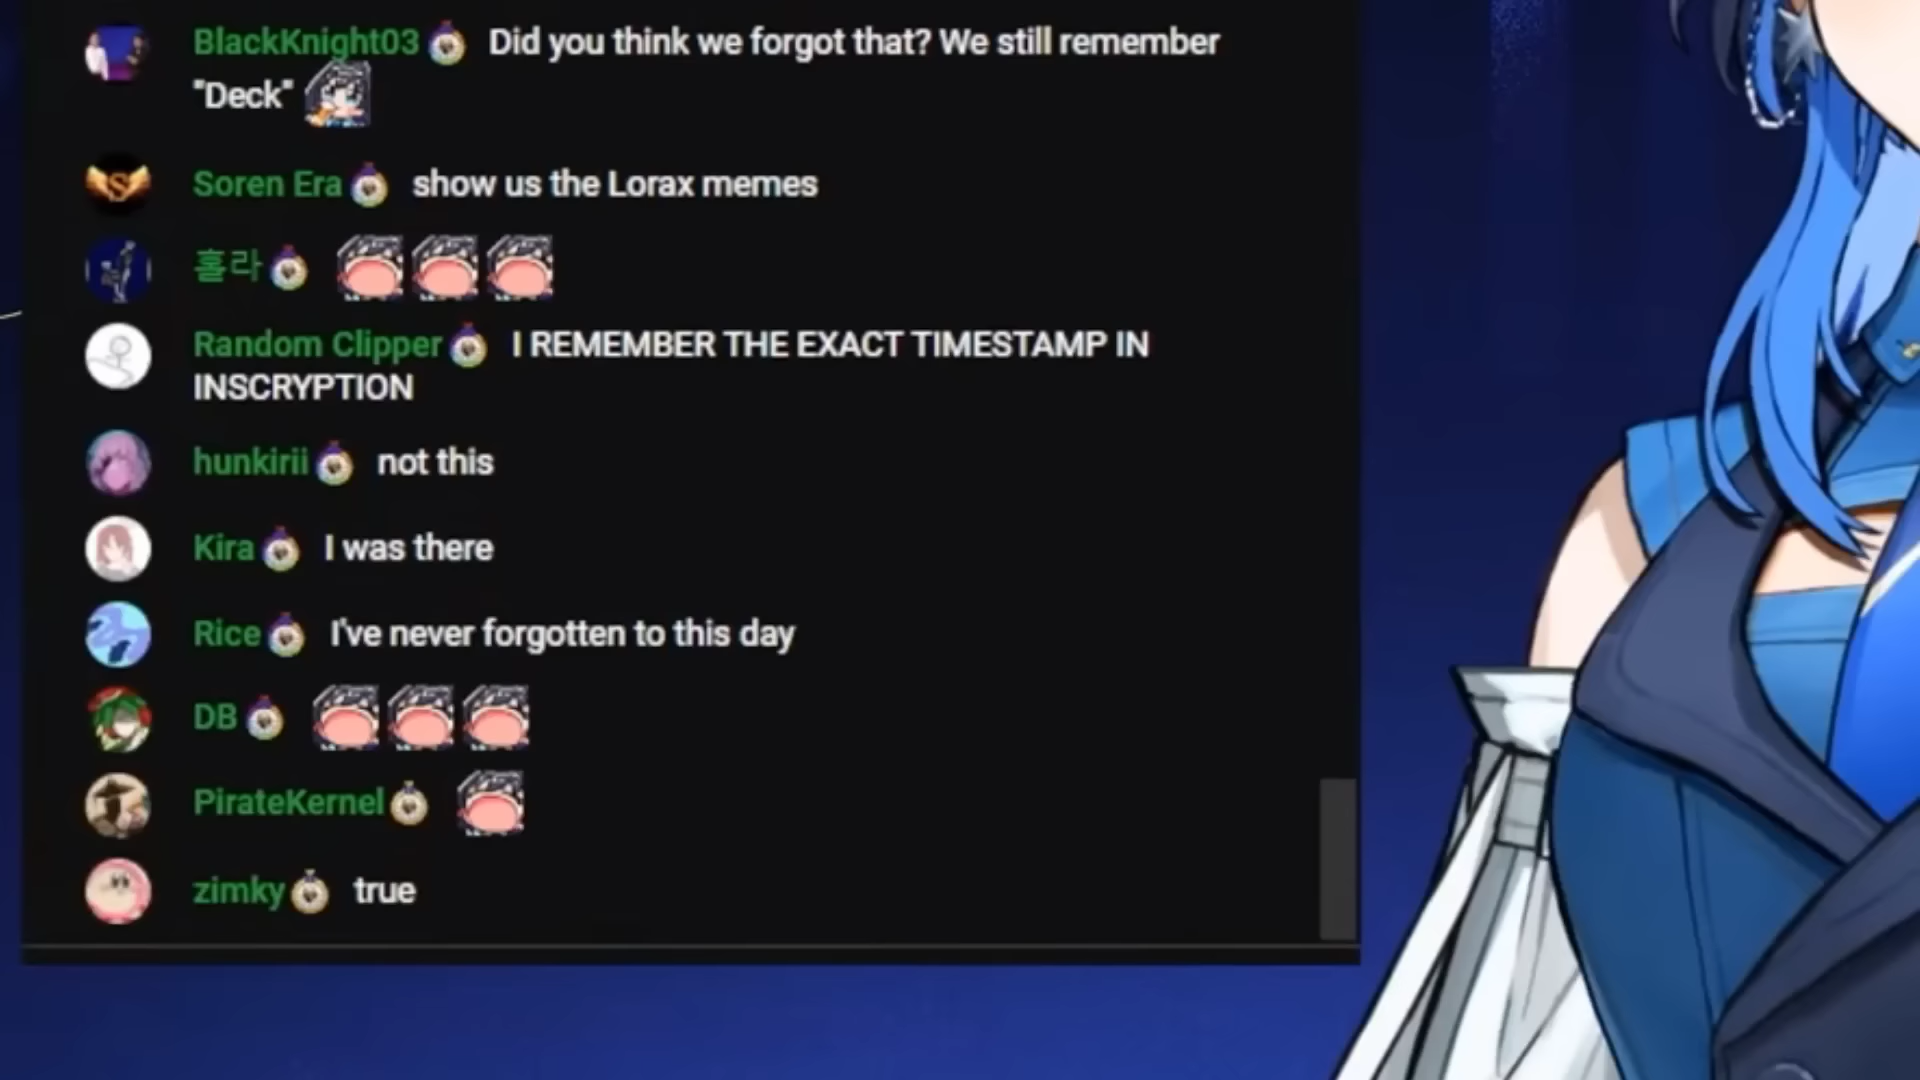 BlackKnight03 Did you think we forgot that? We still remember
"Deck"
Soren Era show us the Lorax memes
홀라
Random Clipper I REMEMBER THE EXACT TIMESTAMP IN
INSCRYPTION
hunkirii not this
Kira I was there
Rice I've never forgotten to this day
DB
PirateKernel
zimky true